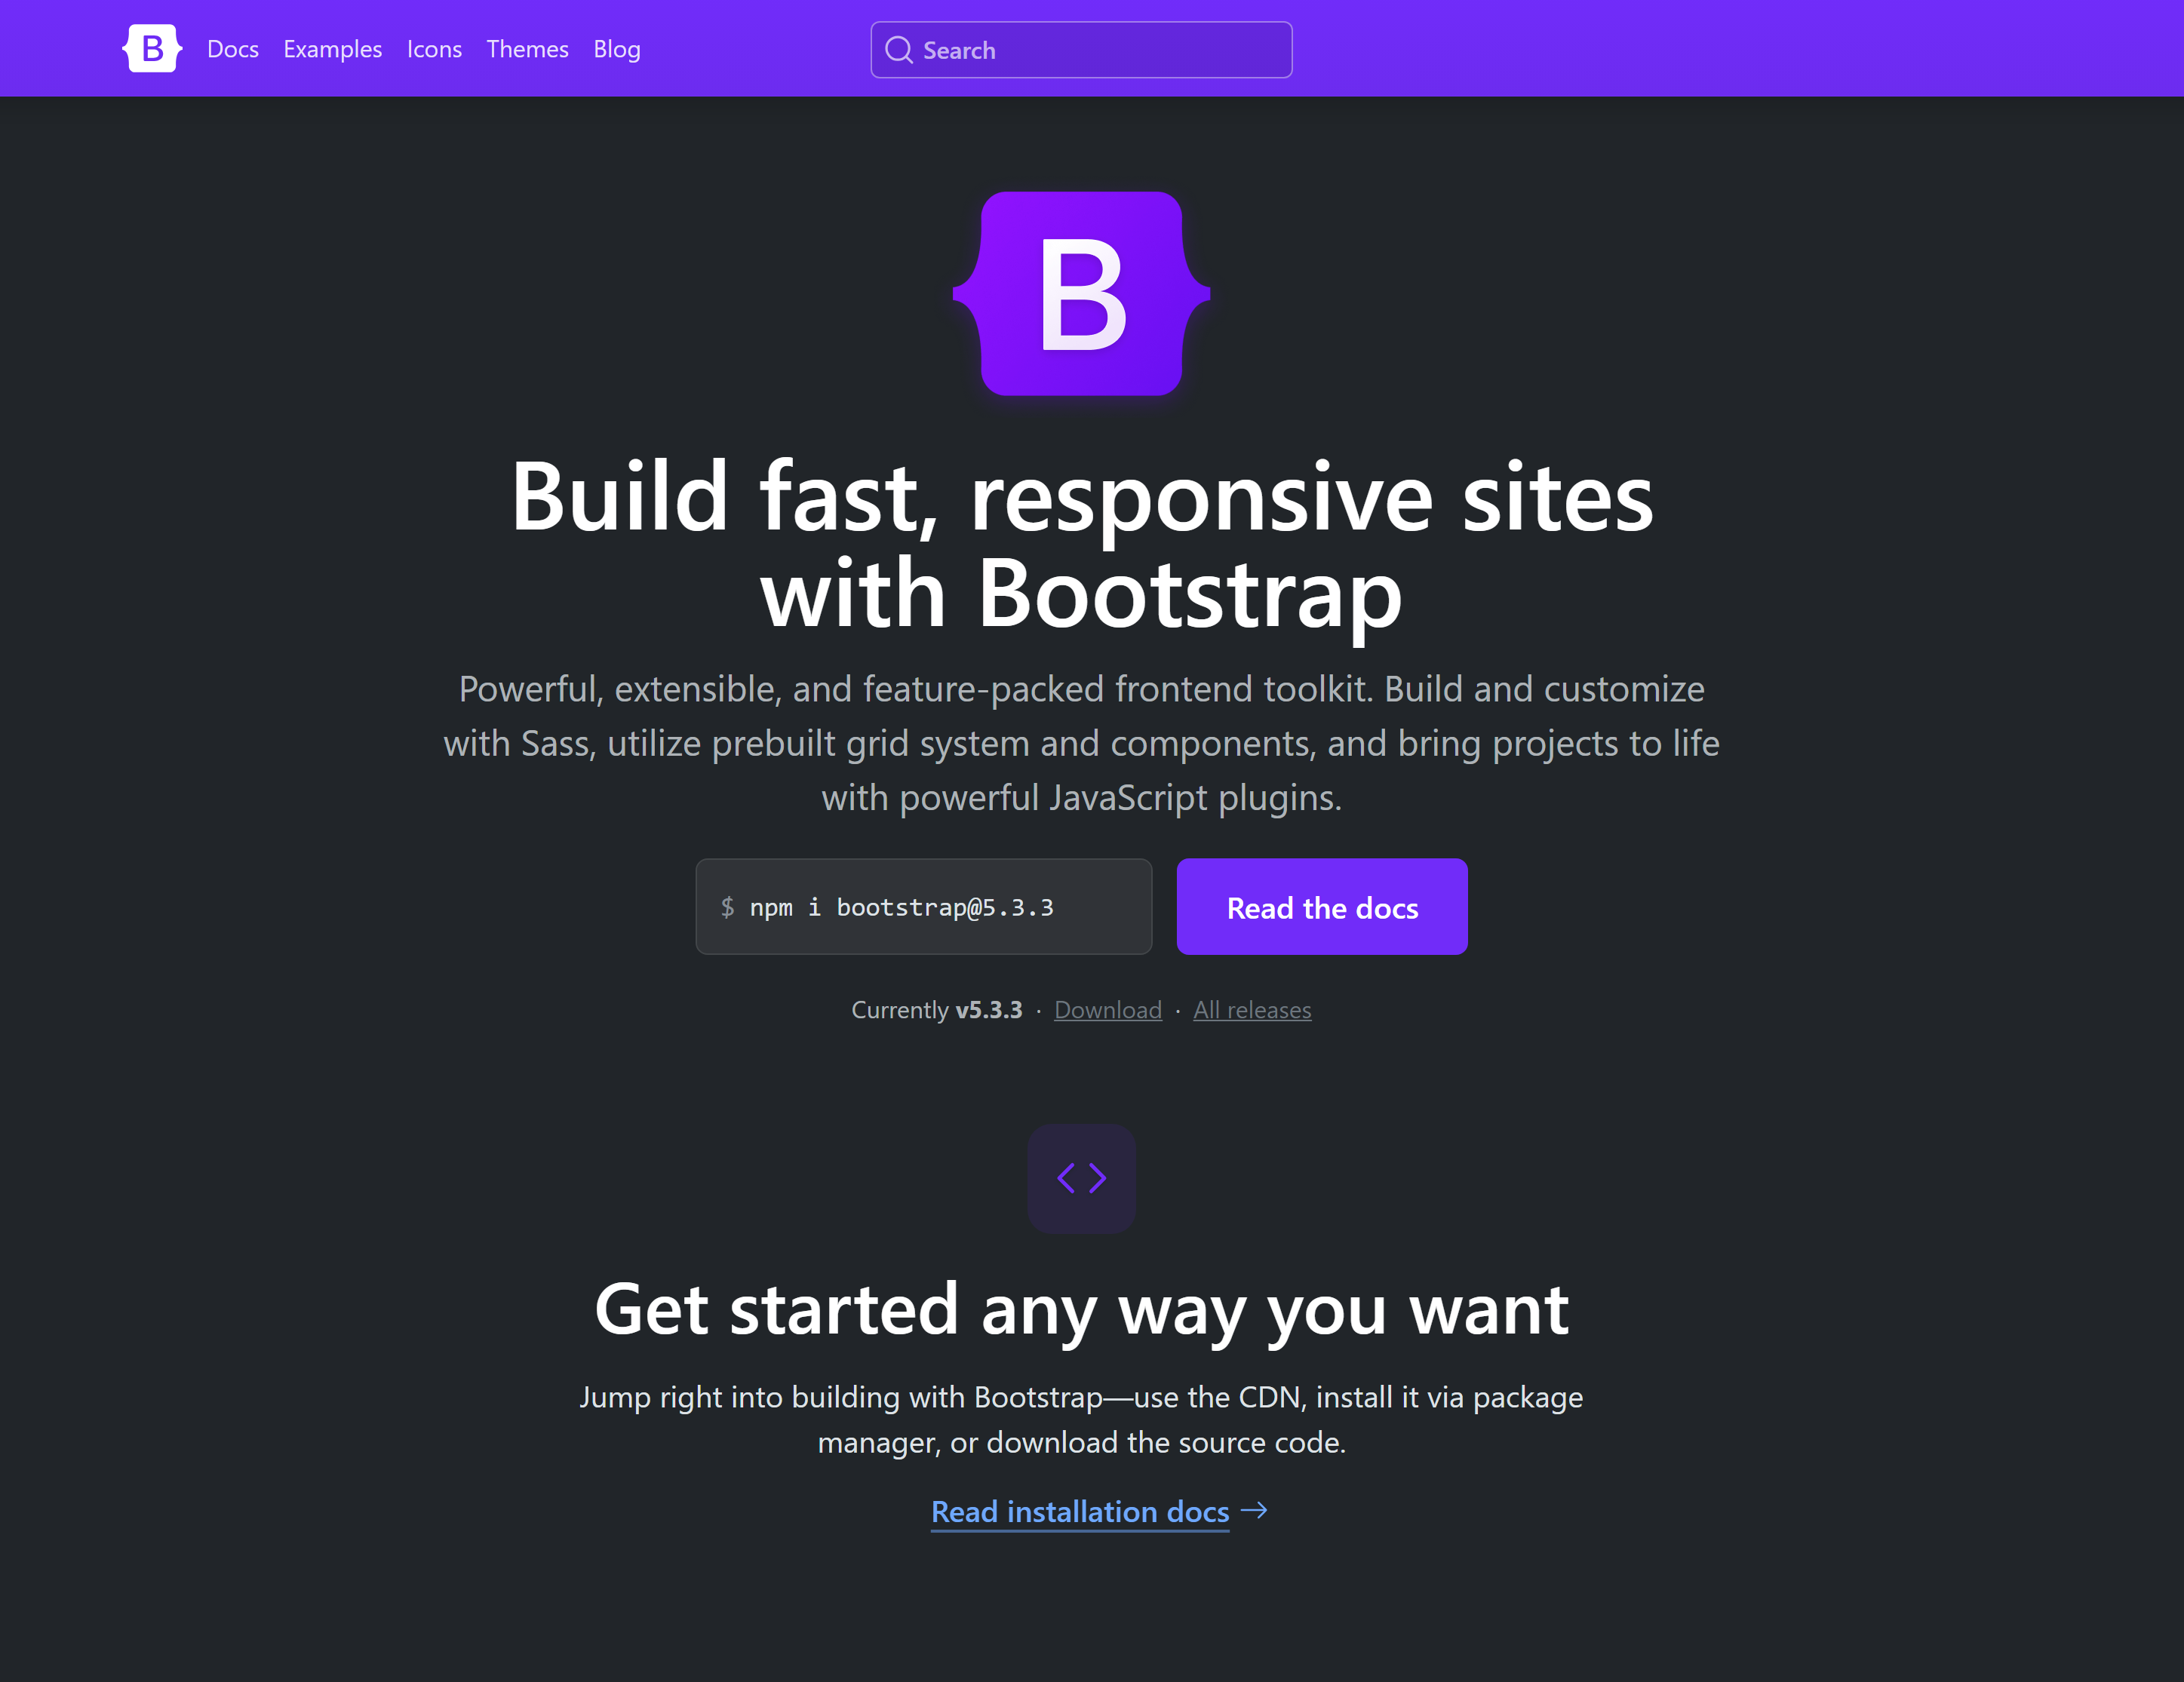 B Docs Examples Icons Themes Blog Search
B
Build fast, responsive sites
with Bootstrap
Powerful, extensible, and feature-packed frontend toolkit. Build and customize
with Sass, utilize prebuilt grid system and components, and bring projects to life
with powerful JavaScript plugins.
$ npm i bootstrap@5.3.3 Read the docs
Currently v5.3.3 · Download · All releases
Get started any way you want
Jump right into building with Bootstrap—use the CDN, install it via package
manager, or download the source code.
Read installation docs